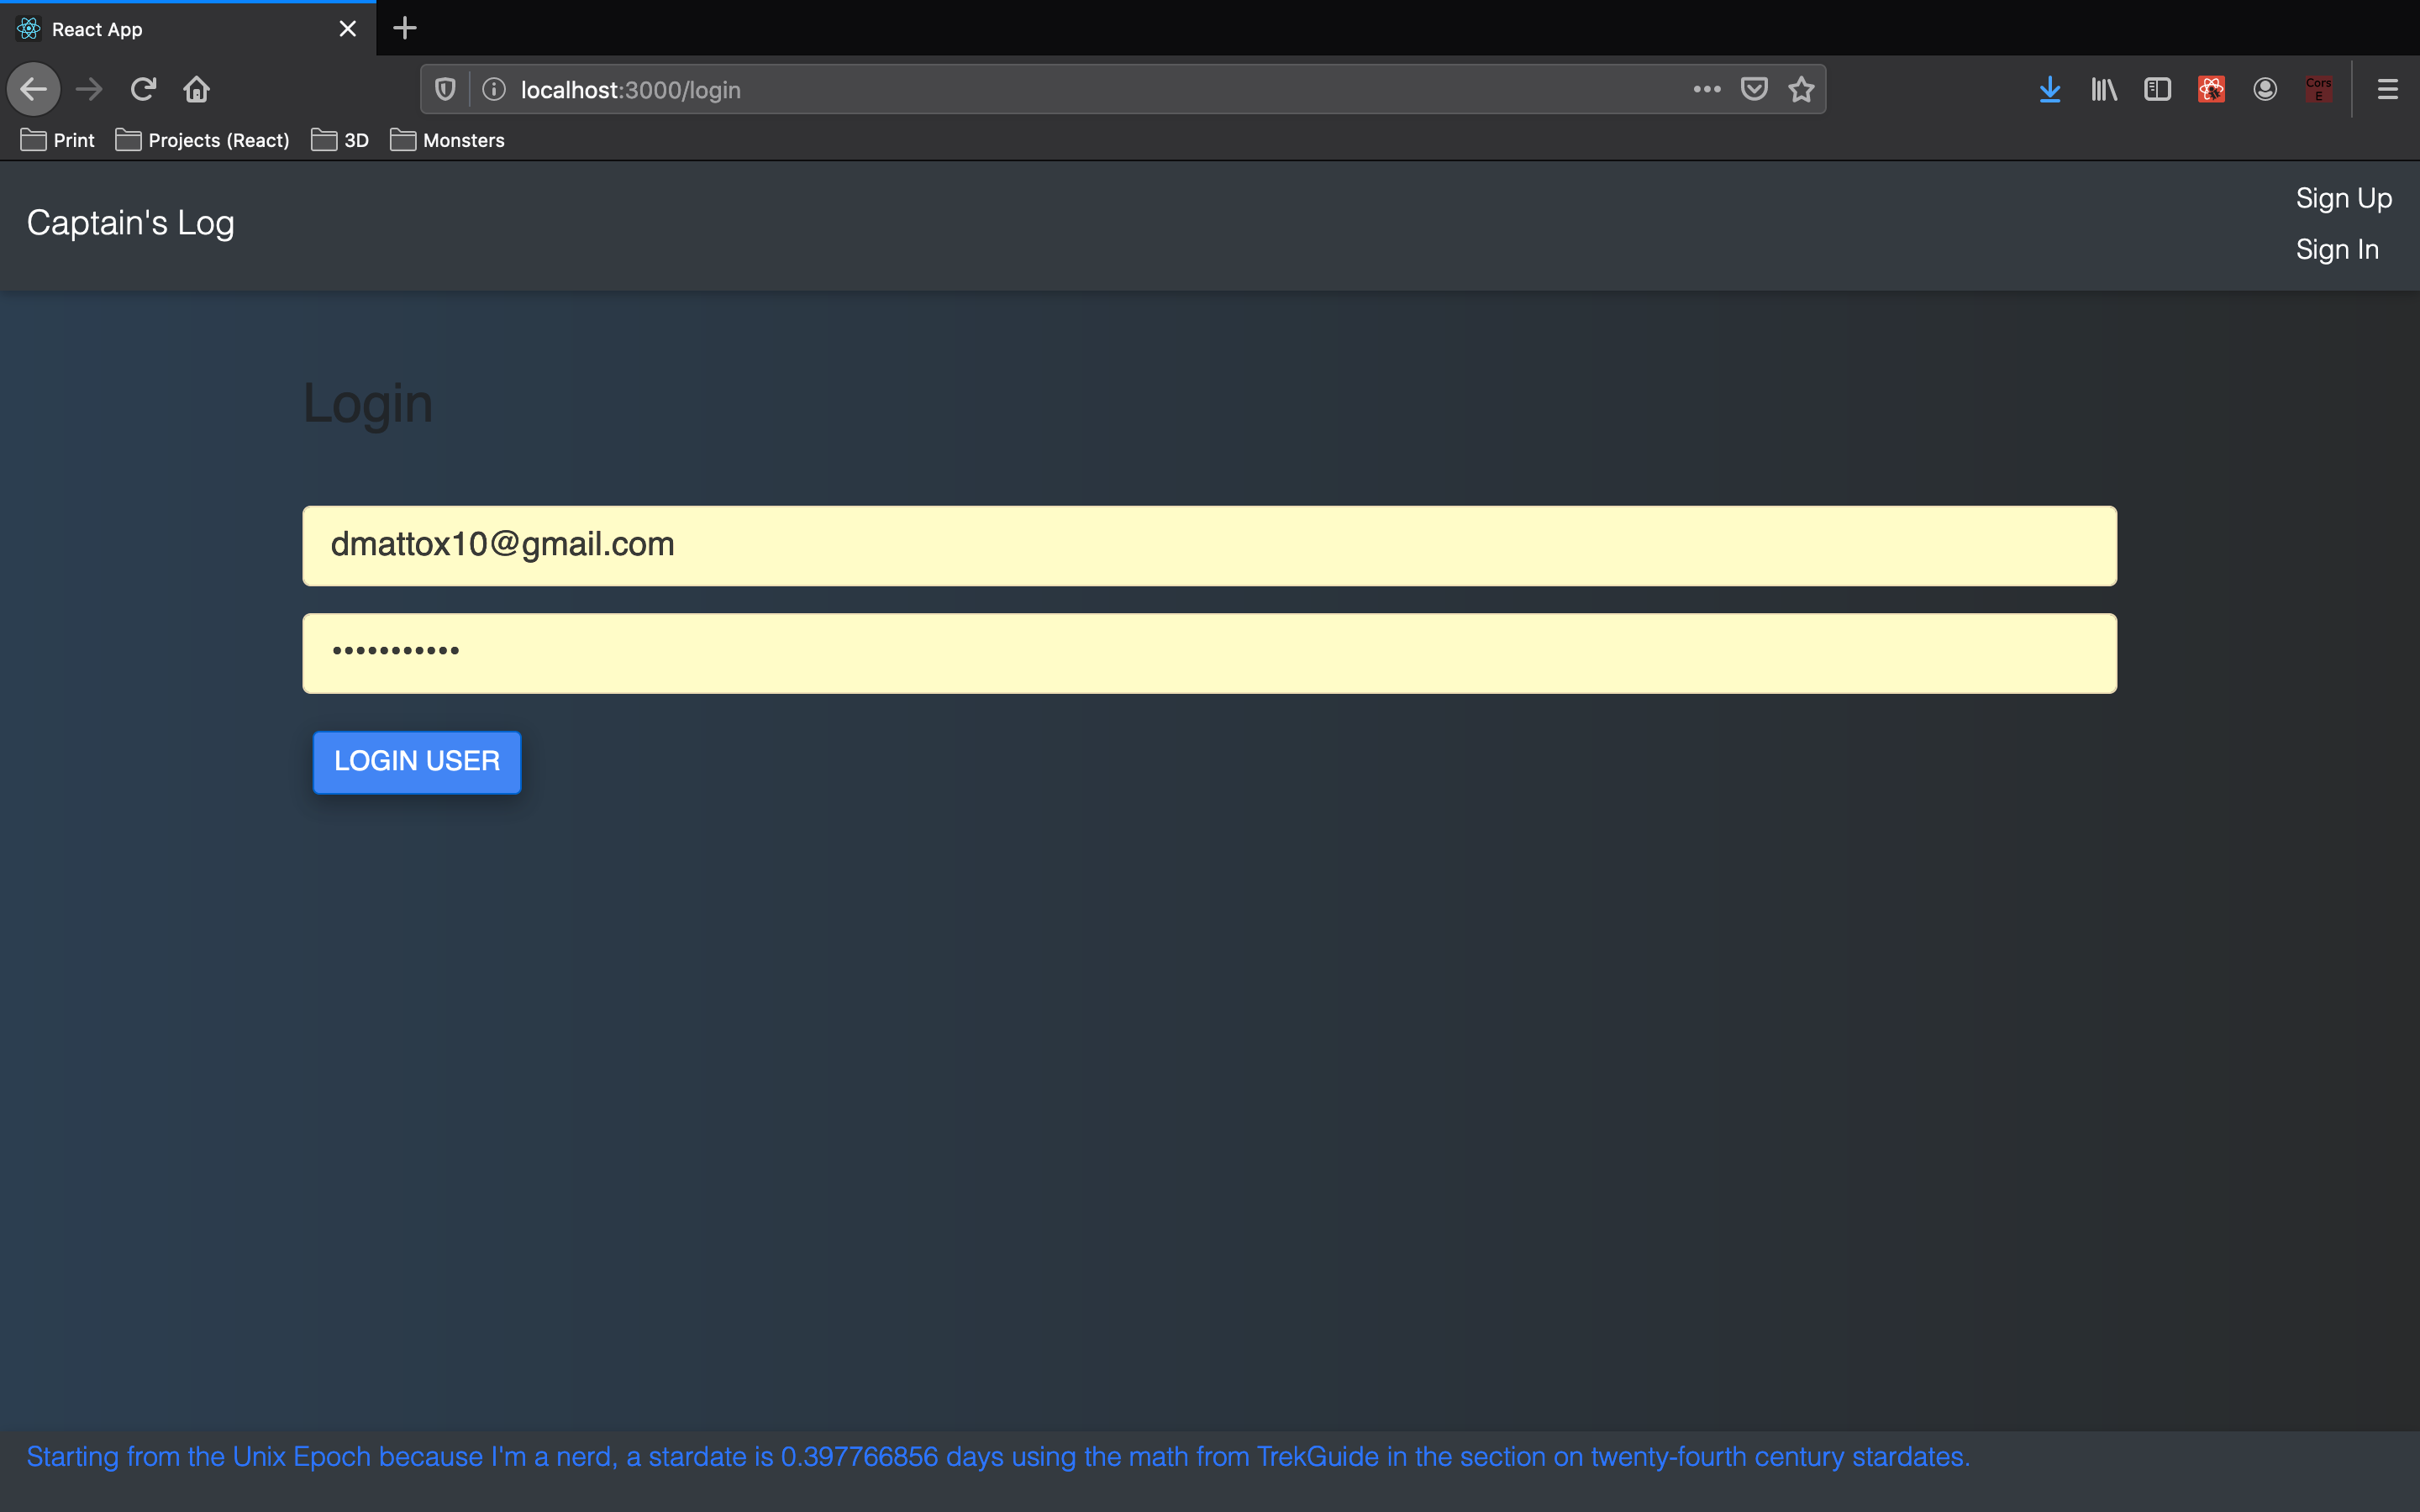 React App
localhost:3000/login
Cors
E
Print Projects (React) 3D Monsters
Captain's Log
Sign Up
Sign In
Login
dmattox10@gmail.com
•••••••••••
LOGIN USER
Starting from the Unix Epoch because I'm a nerd, a stardate is 0.397766856 days using the math from TrekGuide in the section on twenty-fourth century stardates.